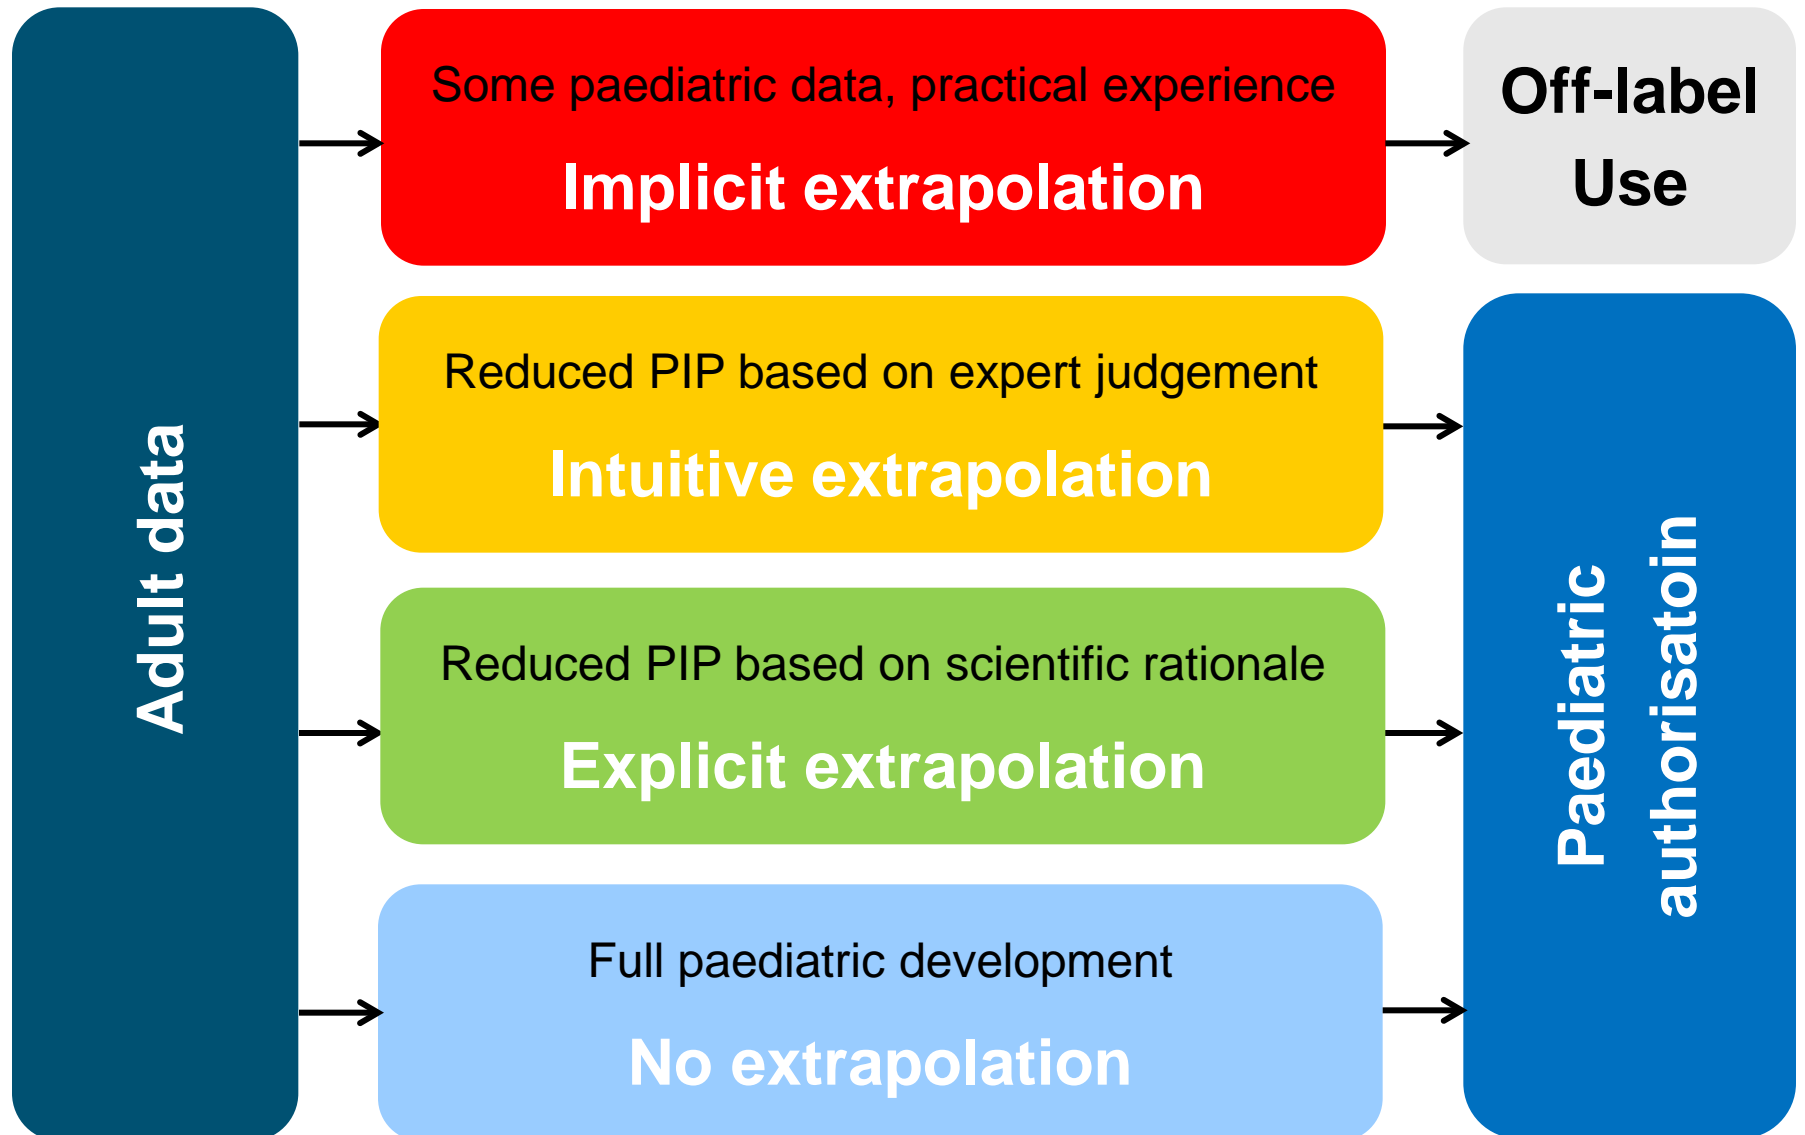 Adult data
Some paediatric data, practical experience
Implicit extrapolation
Off-label
Use
Reduced PIP based on expert judgement
Intuitive extrapolation
Reduced PIP based on scientific rationale
Explicit extrapolation
Full paediatric development
No extrapolation
Paediatric
authorisatoin